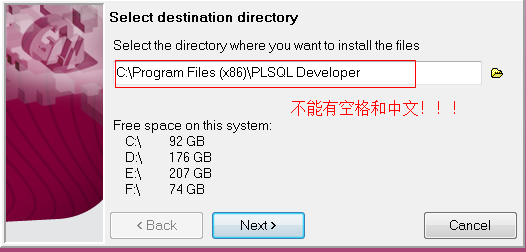 Select destination directory
Select the directory where you want to install the files
C:\Program Files (x86)\PLSQL Developer
不能有空格和中文！！！
Free space on this system:
C:\ 92 GB
D:\ 176 GB
E:\ 207 GB
F:\ 74 GB
< Back Next > Cancel